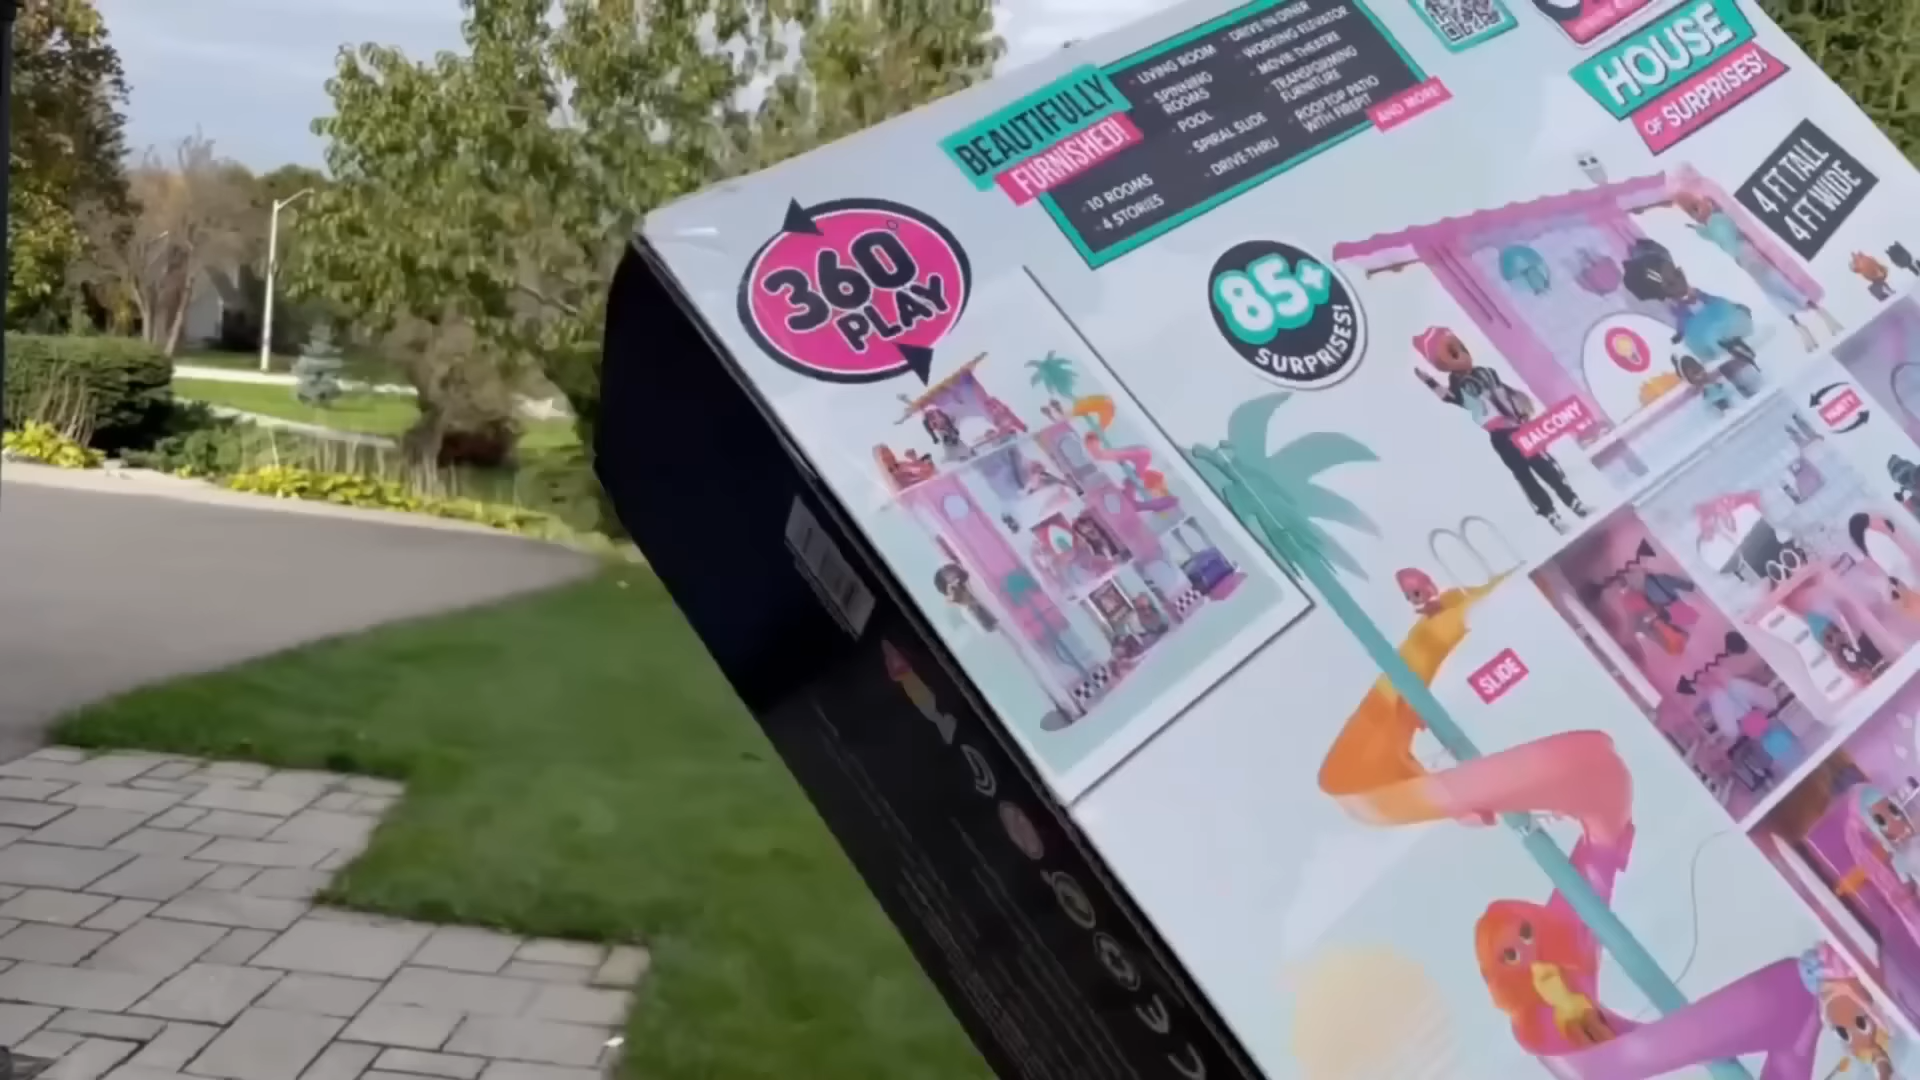 BEAUTIFULLY
FURNISHED!
· 10 ROOMS
· 4 STORIES
· LIVING ROOM
· SPINNING
ROOMS
· POOL
· SPIRAL SLIDE
· DRIVE-THRU
· DRIVE IN DINER
· WORKING ELEVATOR
· MOVIE THEATRE
· TRANSFORMING
FURNITURE
· ROOFTOP PATIO
WITH FIREPIT
AND MORE!
HOUSE
OF SURPRISES!
4 FT TALL
4 FT WIDE
360°
PLAY
85+
SURPRISES!
BALCONY
PARTY
SLIDE